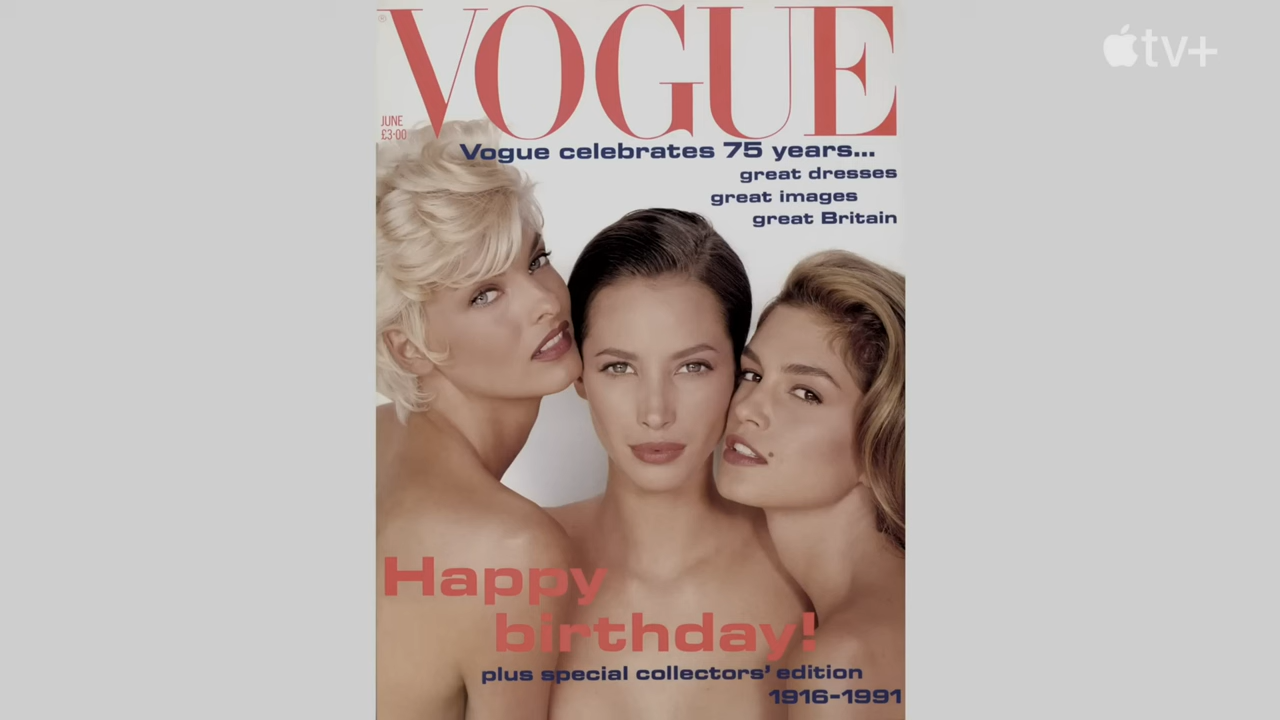 VOGUE
®
JUNE
£3·00
Vogue celebrates 75 years...
great dresses
great images
great Britain
Happy
birthday!
plus special collectors' edition
1916-1991
tv+